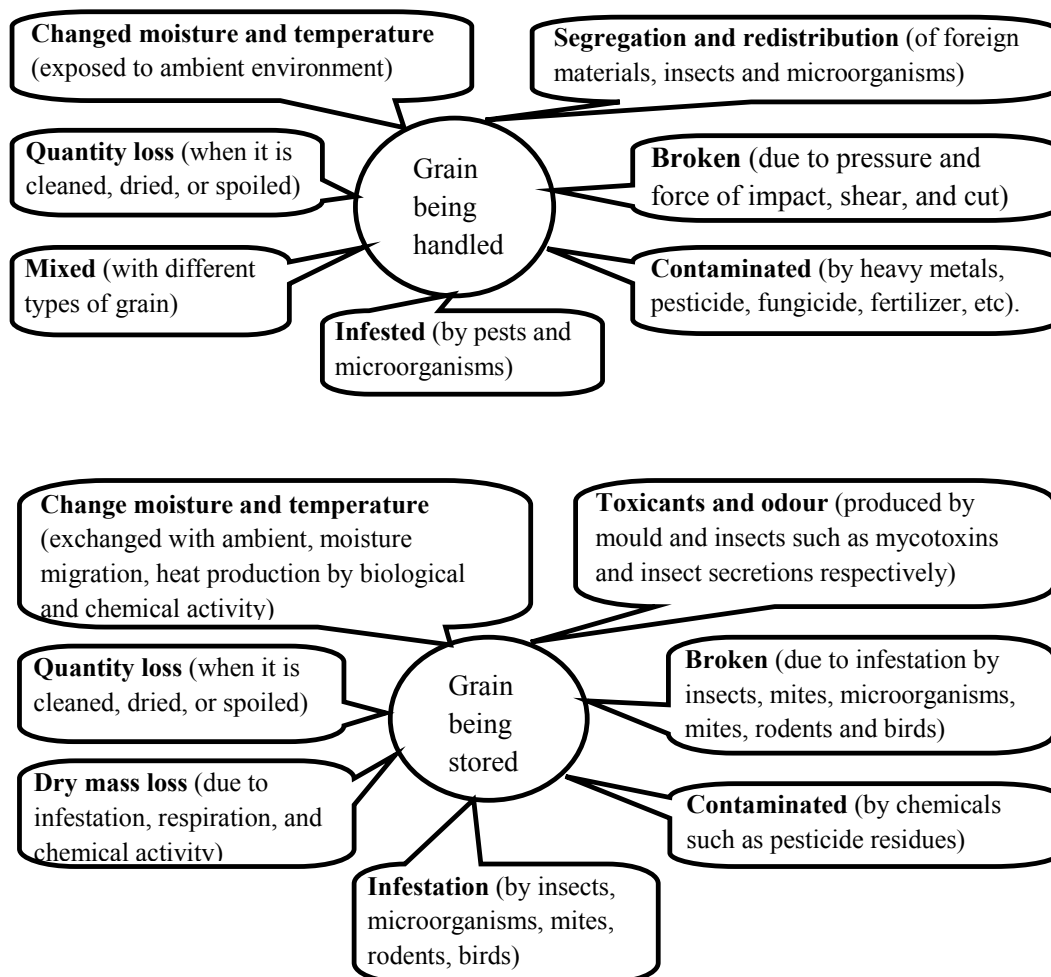 Changed moisture and temperature
(exposed to ambient environment)
Segregation and redistribution (of foreign
materials, insects and microorganisms)
Quantity loss (when it is
cleaned, dried, or spoiled)
Grain
being
handled
Broken (due to pressure and
force of impact, shear, and cut)
Mixed (with different
types of grain)
Contaminated (by heavy metals,
pesticide, fungicide, fertilizer, etc).
Infested (by pests and
microorganisms)
Change moisture and temperature
(exchanged with ambient, moisture
migration, heat production by biological
and chemical activity)
Toxicants and odour (produced by
mould and insects such as mycotoxins
and insect secretions respectively)
Quantity loss (when it is
cleaned, dried, or spoiled)
Grain
being
stored
Broken (due to infestation by
insects, mites, microorganisms,
mites, rodents and birds)
Dry mass loss (due to
infestation, respiration, and
chemical activity)
Contaminated (by chemicals
such as pesticide residues)
Infestation (by insects,
microorganisms, mites,
rodents, birds)